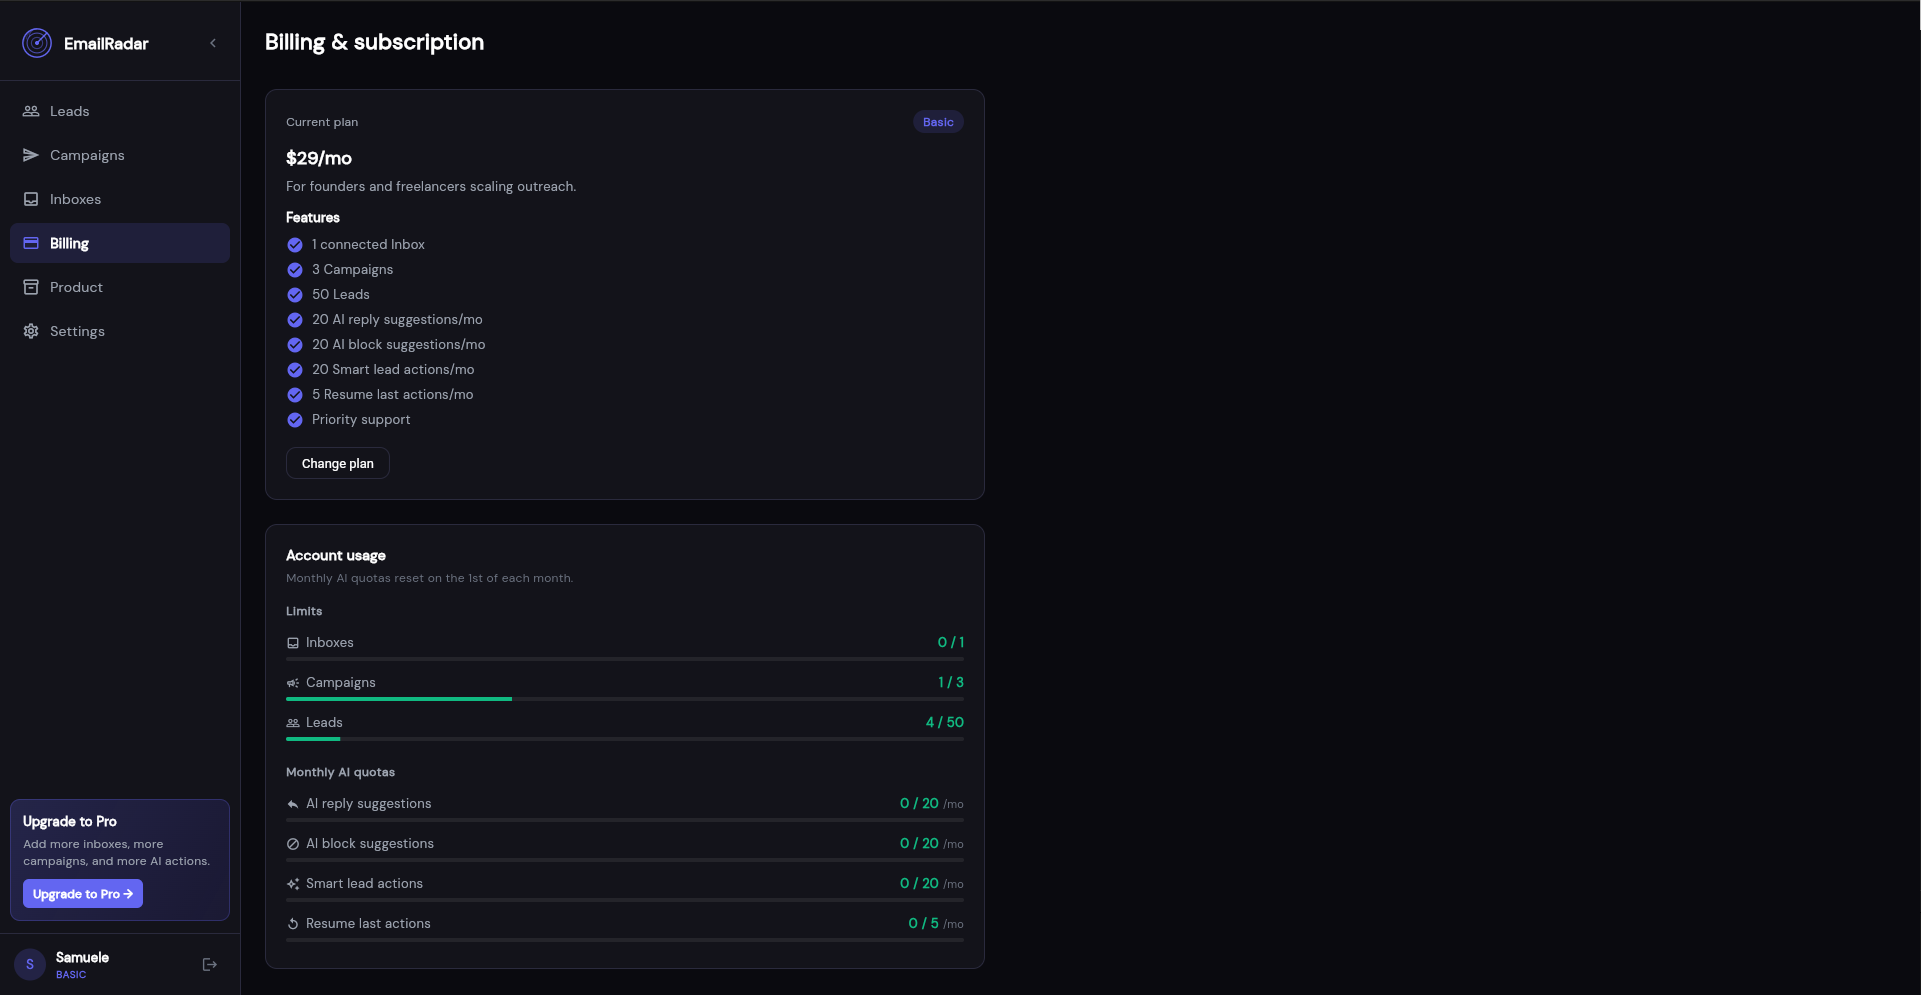 EmailRadar
Leads
Campaigns
Inboxes
Billing
Product
Settings
Upgrade to Pro
Add more inboxes, more
campaigns, and more AI actions.
Upgrade to Pro →
S
Samuele
BASIC
Billing & subscription
Current plan
Basic
$29/mo
For founders and freelancers scaling outreach.
Features
1 connected Inbox
3 Campaigns
50 Leads
20 AI reply suggestions/mo
20 AI block suggestions/mo
20 Smart lead actions/mo
5 Resume last actions/mo
Priority support
Change plan
Account usage
Monthly AI quotas reset on the 1st of each month.
Limits
Inboxes 0 / 1
Campaigns 1 / 3
Leads 4 / 50
Monthly AI quotas
AI reply suggestions 0 / 20 /mo
AI block suggestions 0 / 20 /mo
Smart lead actions 0 / 20 /mo
Resume last actions 0 / 5 /mo